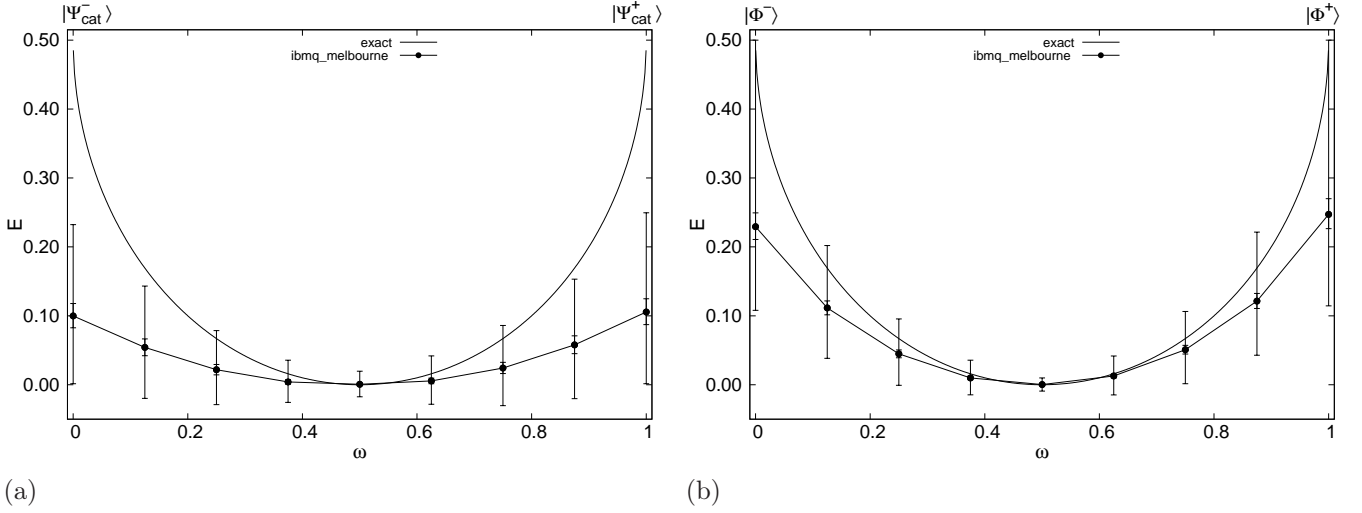 |Ψ⁻cat⟩ |Ψ⁺cat⟩
exact
ibmq_melbourne
0.50
0.40
0.30
0.20
0.10
0.00
E
0 0.2 0.4 0.6 0.8 1
ω
(a)
|Φ⁻⟩ |Φ⁺⟩
exact
ibmq_melbourne
0.50
0.40
0.30
0.20
0.10
0.00
E
0 0.2 0.4 0.6 0.8 1
ω
(b)